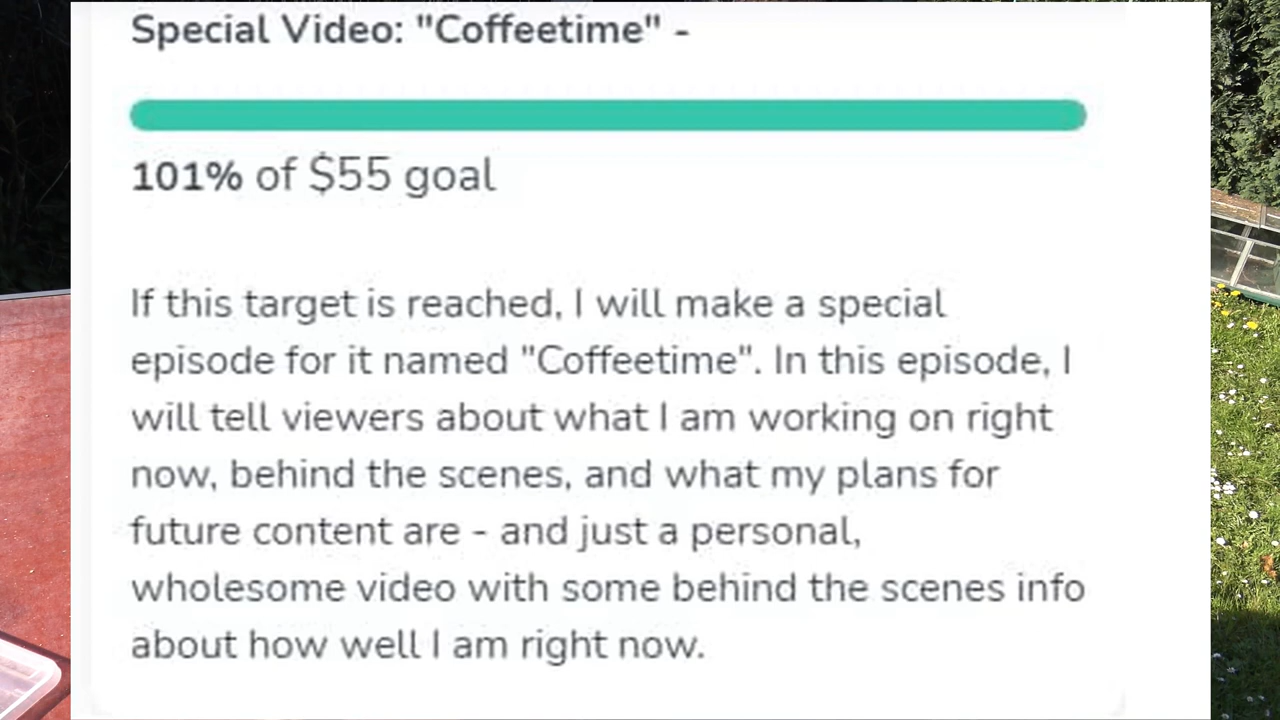 Special Video: "Coffeetime" -
101% of $55 goal
If this target is reached, I will make a special
episode for it named "Coffeetime". In this episode, I
will tell viewers about what I am working on right
now, behind the scenes, and what my plans for
future content are - and just a personal,
wholesome video with some behind the scenes info
about how well I am right now.